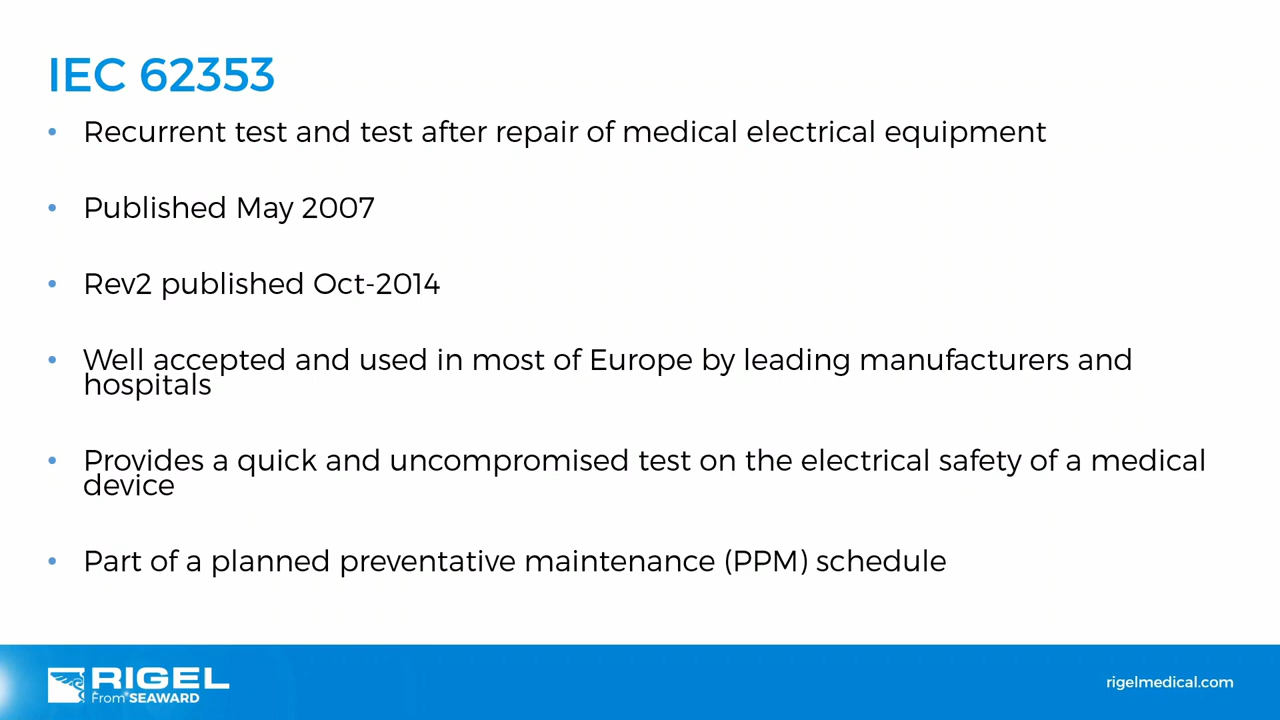 IEC 62353
• Recurrent test and test after repair of medical electrical equipment
• Published May 2007
• Rev2 published Oct-2014
• Well accepted and used in most of Europe by leading manufacturers and
hospitals
• Provides a quick and uncompromised test on the electrical safety of a medical
device
• Part of a planned preventative maintenance (PPM) schedule
RIGEL
From SEAWARD
rigelmedical.com